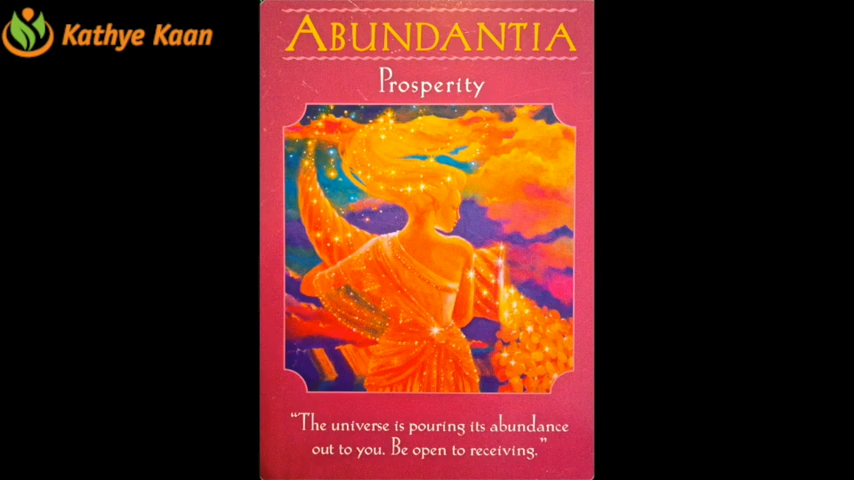 Kathye Kaan
ABUNDANTIA
Prosperity
"The universe is pouring its abundance
out to you. Be open to receiving."